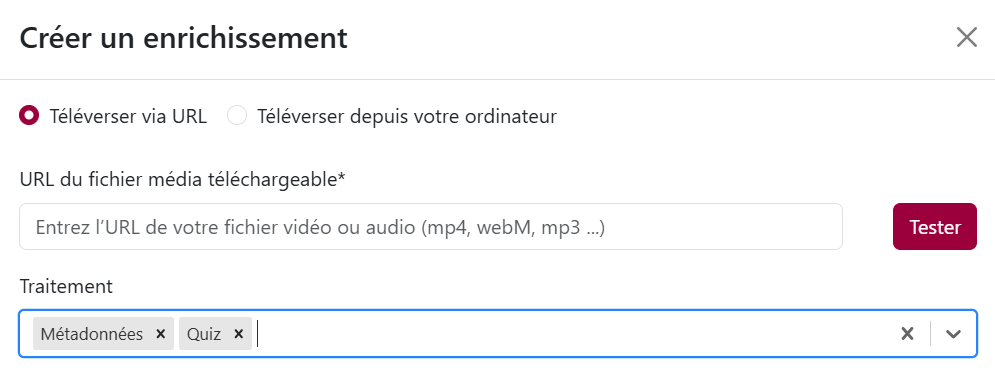 Créer un enrichissement
Téléverser via URL Téléverser depuis votre ordinateur
URL du fichier média téléchargeable*
Entrez l’URL de votre fichier vidéo ou audio (mp4, webM, mp3 ...) Tester
Traitement
Métadonnées × Quiz ×